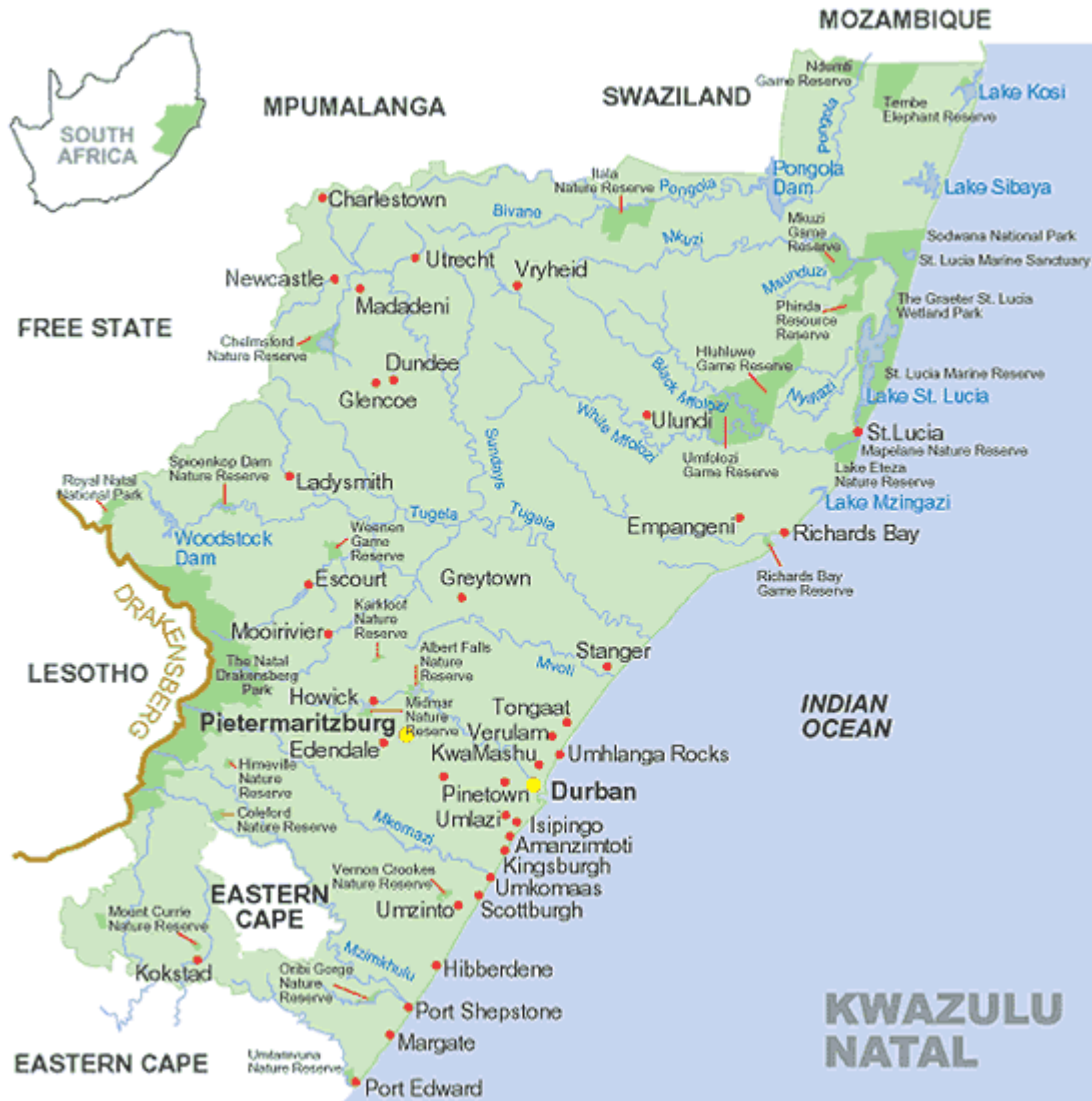 MOZAMBIQUE
Ndumfi
Game Reserve
SWAZILAND
MPUMALANGA
SOUTH
AFRICA
Lake Kosi
Tembe
Elephant Reserve
Pongola
Pongola
Dam
Itala
Nature Reserve
Pongola
Lake Sibaya
Charlestown
Bivane
Mkuzi
Game
Reserve
Mkuzi
Sodwana National Park
St. Lucia Marine Sanctuary
Utrecht
Vryheid
Newcastle
Madadeni
Msunduzi
Phinda
Resource
Reserve
The Graeter St. Lucia
Wetland Park
FREE STATE
Chelmsford
Nature Reserve
Hluhluwe
Game Reserve
Dundee
Glencoe
Black Mfolozi
Nyalazi
St. Lucia Marine Reserve
Lake St. Lucia
White Mfolozi
Ulundi
St.Lucia
Mapelane Nature Reserve
Umfolozi
Game Reserve
Lake Eteza
Nature Reserve
Sundays
Spioenkop Dam
Nature Reserve
Royal Natal
National Park
Ladysmith
Lake Mzingazi
Tugela
Tugela
Empangeni
Richards Bay
Woodstock
Dam
Weenen
Game
Reserve
Richards Bay
Game Reserve
Escourt
Greytown
DRAKENSBERG
Karkloof
Nature
Reserve
Mooirivier
Albert Falls
Nature
Reserve
Stanger
Mvoti
LESOTHO
The Natal
Drakensberg
Park
Howick
Midmar
Nature
Reserve
Tongaat
INDIAN
OCEAN
Pietermaritzburg
Verulam
Edendale
KwaMashu
Umhlanga Rocks
Himeville
Nature
Reserve
Pinetown
Durban
Coleford
Nature Reserve
Mkomazi
Umlazi
Isipingo
Amanzimtoti
Kingsburgh
Vernon Crookes
Nature Reserve
Umkomaas
EASTERN
CAPE
Umzinto
Scottburgh
Mount Currie
Nature Reserve
Mzimkhulu
Kokstad
Oribi Gorge
Nature
Reserve
Hibberdene
Port Shepstone
KWAZULU
NATAL
Margate
EASTERN CAPE
Nature Reserve
Port Edward